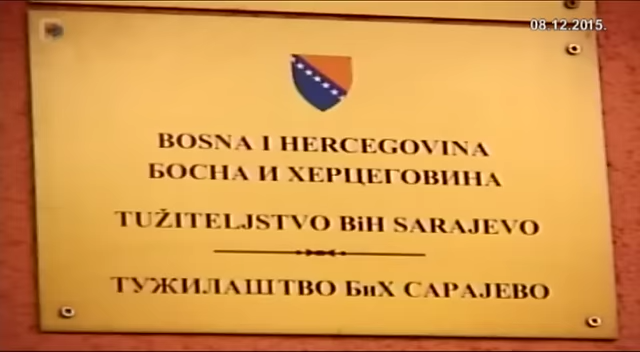 08.12.2015.
BOSNA I HERCEGOVINA
БОСНА И ХЕРЦЕГОВИНА
TUŽITELJSTVO BiH SARAJEVO
ТУЖИЛАШТВО БиХ САРАЈЕВО